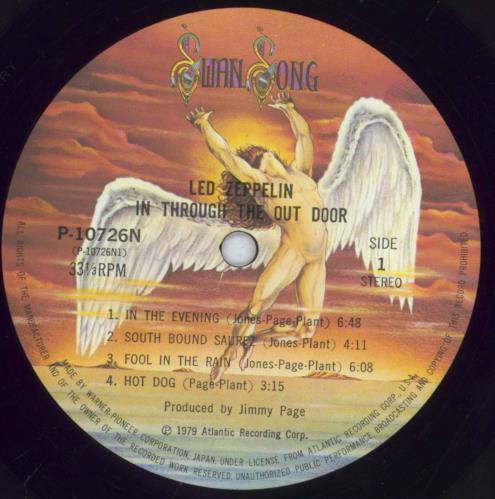 SWAN SONG
LED ZEPPELIN
IN THROUGH THE OUT DOOR
P-10726N
(P-10726N1)
33⅓RPM
SIDE
1
STEREO
1. IN THE EVENING (Jones-Page-Plant) 6:48
2. SOUTH BOUND SAUREZ (Jones-Plant) 4:11
3. FOOL IN THE RAIN (Jones-Page-Plant) 6:08
4. HOT DOG (Page-Plant) 3:15
Produced by Jimmy Page
℗ 1979 Atlantic Recording Corp.
ALL RIGHTS OF THE MANUFACTURER AND OF THE OWNER OF THE RECORDED WORK RESERVED. UNAUTHORIZED PUBLIC PERFORMANCE BROADCASTING AND COPYING OF THIS RECORD PROHIBITED
MADE BY WARNER-PIONEER CORPORATION, JAPAN, UNDER LICENSE FROM ATLANTIC RECORDING CORP., U.S.A.